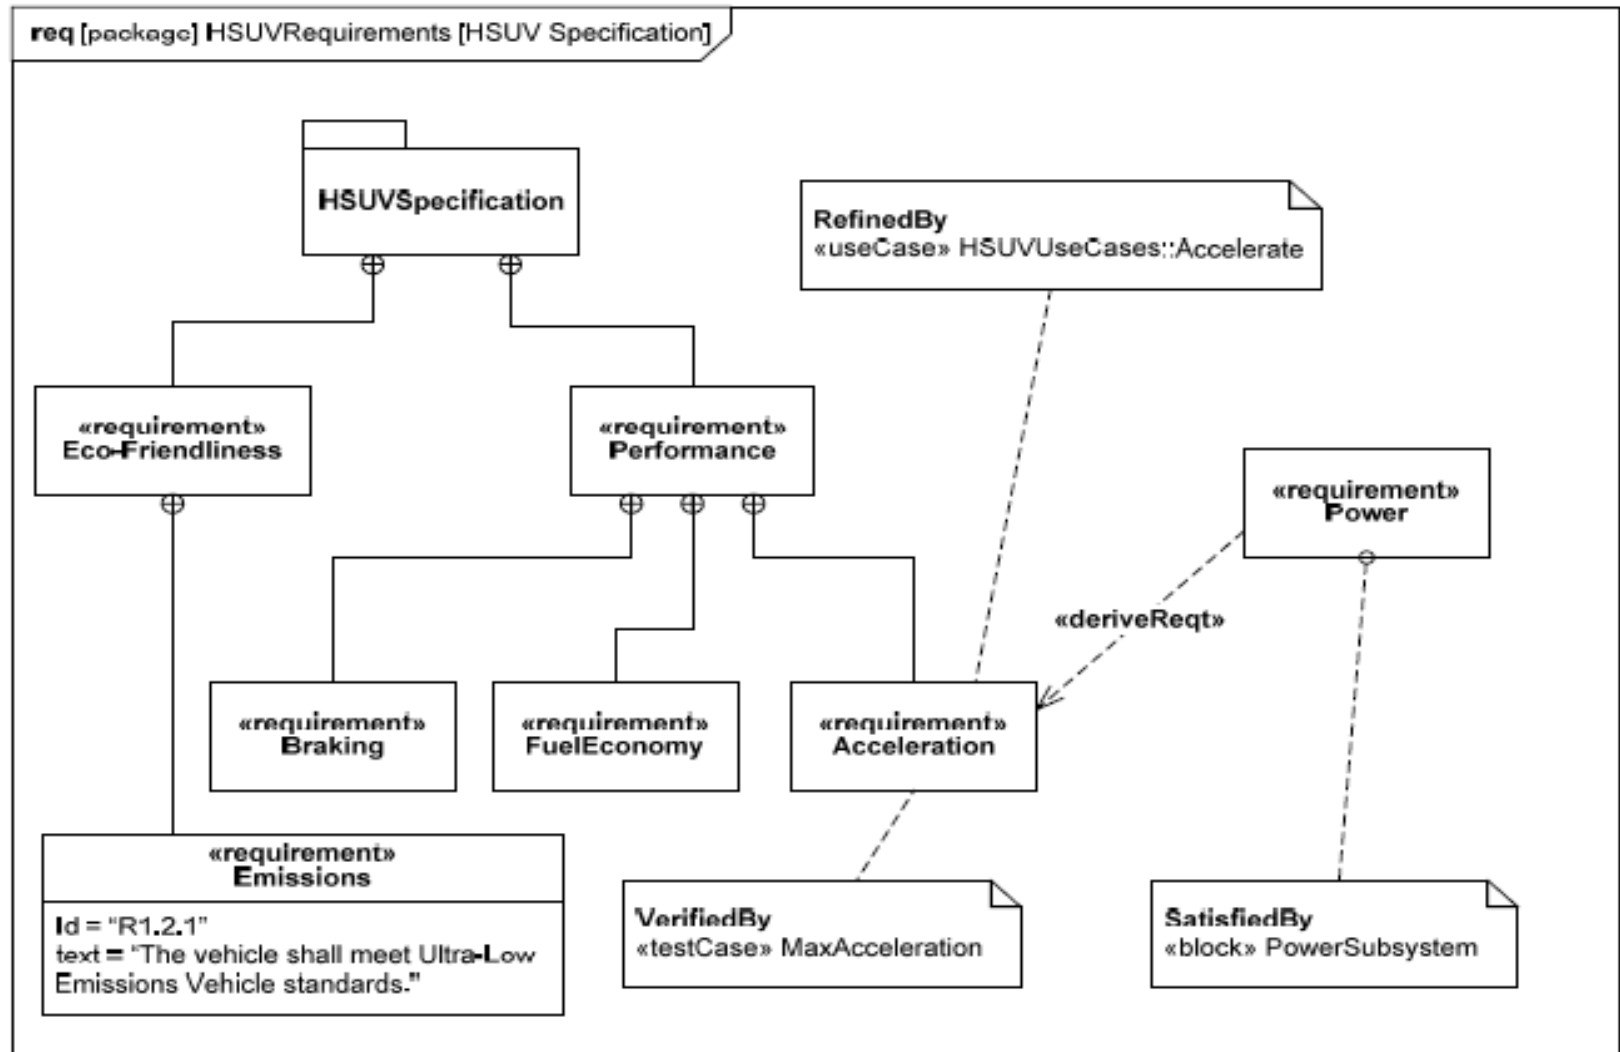 req [package] HSUVRequirements [HSUV Specification]
HSUVSpecification
RefinedBy
«useCase» HSUVUseCases::Accelerate
«requirement»
Eco-Friendliness
«requirement»
Performance
«requirement»
Power
«deriveReqt»
«requirement»
Braking
«requirement»
FuelEconomy
«requirement»
Acceleration
«requirement»
Emissions
Id = “R1.2.1”
text = “The vehicle shall meet Ultra-Low
Emissions Vehicle standards.”
VerifiedBy
«testCase» MaxAcceleration
SatisfiedBy
«block» PowerSubsystem